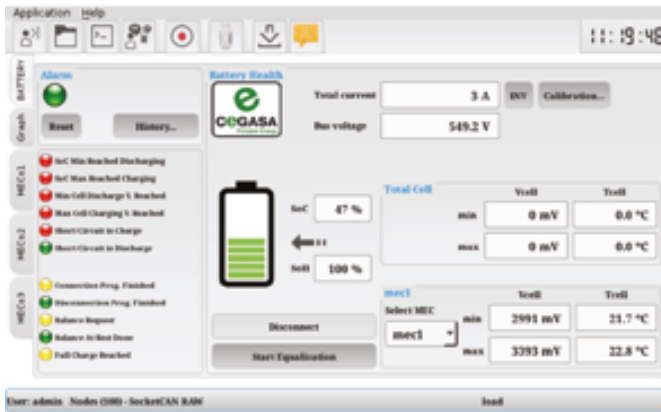 Application Help
11:19:48
BATTERY
Graph
MECx1
MECx2
MECx3
Alarm
Reset
History...
SoC Min Reached Discharging
SoC Max Reached Charging
Min Cell Discharge V. Reached
Max Cell Charging V. Reached
Short Circuit in Charge
Short Circuit in Discharge
Connection Prog. Finished
Disconnection Prog. Finished
Balance Request
Balance At Rest Done
Full Charge Reached
Battery Health
CEGASA
Portable Energy
Total current
3 A
INV
Calibration...
Bus voltage
549.2 V
SoC
47 %
SoH
100 %
Disconnect
Start Equalization
Total Cell
Vcell
Tcell
min
0 mV
0.0 °C
max
0 mV
0.0 °C
mec1
Vcell
Tcell
Select MEC
mec1
min
2991 mV
21.7 °C
max
3393 mV
22.8 °C
User: admin Nodes (500) - SocketCAN RAW
load